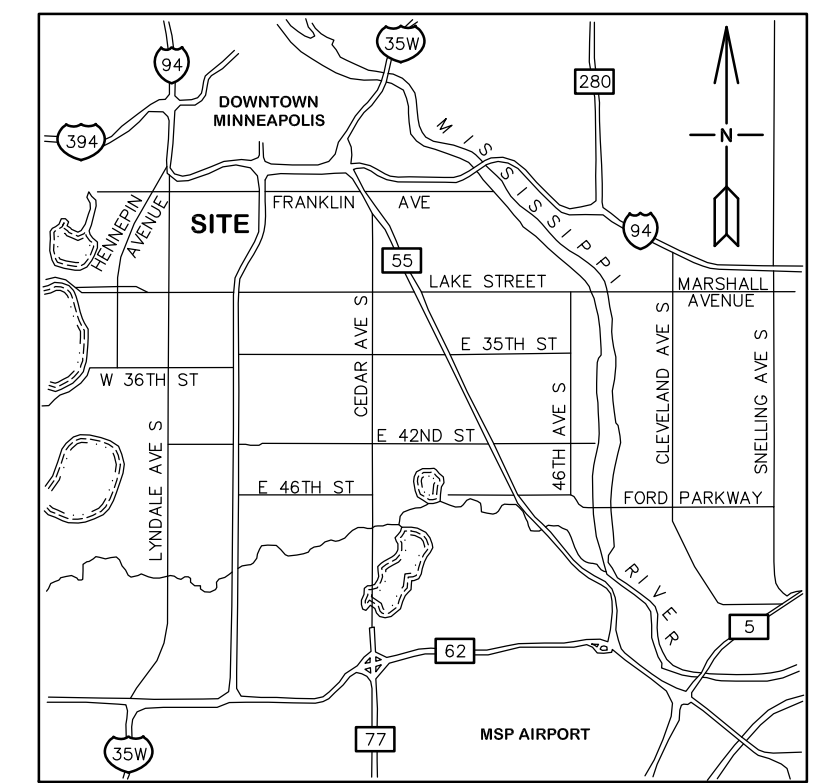 35W
94
280
DOWNTOWN
MINNEAPOLIS
394
MISSISSIPPI
N
HENNEPIN
AVENUE
SITE
FRANKLIN AVE
94
55
LAKE STREET
MARSHALL
AVENUE
CEDAR AVE S
E 35TH ST
CLEVELAND AVE S
SNELLING AVE S
W 36TH ST
46TH AVE S
LYNDALE AVE S
E 42ND ST
E 46TH ST
FORD PARKWAY
RIVER
5
62
35W
77
MSP AIRPORT